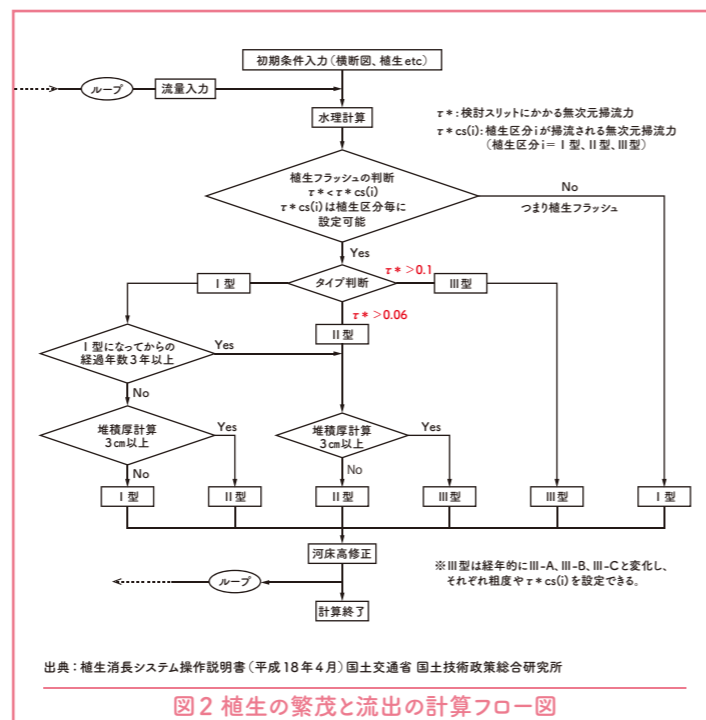 初期条件入力（横断図、植生etc）
ループ
流量入力
水理計算
τ*：検討スリットにかかる無次元掃流力
τ*cs(i)：植生区分iが掃流される無次元掃流力
（植生区分i＝Ⅰ型、Ⅱ型、Ⅲ型）
植生フラッシュの判断
τ*<τ*cs(i)
τ*cs(i)は植生区分毎に
設定可能
No
つまり植生フラッシュ
Yes
Ⅰ型
タイプ判断
τ*>0.1
Ⅲ型
τ*>0.06
Ⅱ型
Ⅰ型になってからの
経過年数3年以上
Yes
No
堆積厚計算
3cm以上
Yes
No
堆積厚計算
3cm以上
Yes
No
Ⅰ型
Ⅱ型
Ⅱ型
Ⅲ型
Ⅲ型
Ⅰ型
河床高修正
ループ
計算終了
※Ⅲ型は経年的にⅢ-A、Ⅲ-B、Ⅲ-Cと変化し、
それぞれ粗度やτ*cs(i)を設定できる。
出典：植生消長システム操作説明書（平成18年4月）国土交通省 国土技術政策総合研究所
図2 植生の繁茂と流出の計算フロー図